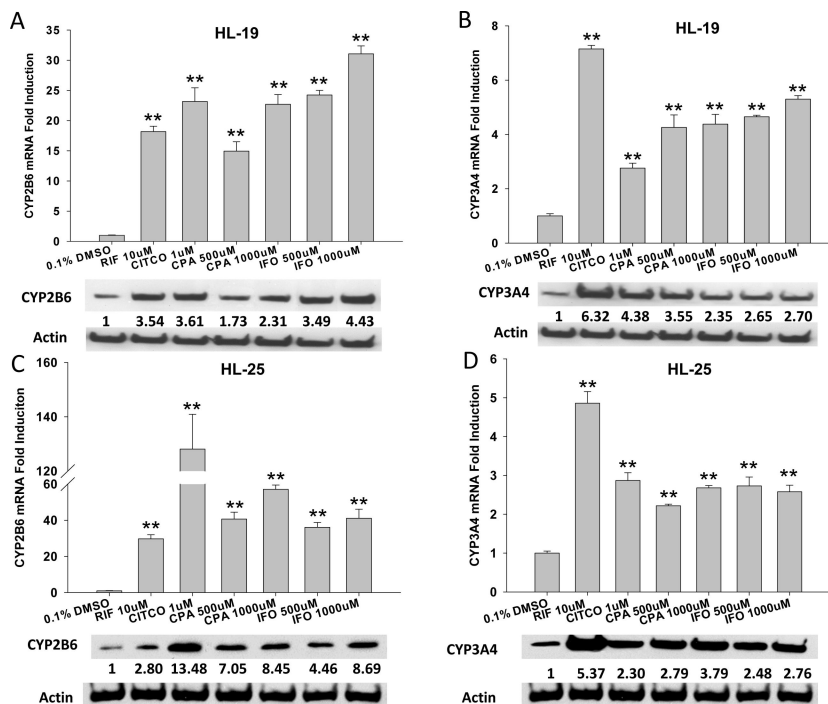 A
HL-19
CYP2B6 mRNA Fold Induction
35
30
25
20
15
10
5
0
** ** ** ** ** **
0.1% DMSO
RIF 10uM
CITCO 1uM
CPA 500uM
CPA 1000uM
IFO 500uM
IFO 1000uM
CYP2B6
1 3.54 3.61 1.73 2.31 3.49 4.43
Actin
B
HL-19
CYP3A4 mRNA Fold Induction
8
6
4
2
0
** ** ** ** ** **
0.1% DMSO
RIF 10uM
CITCO 1uM
CPA 500uM
CPA 1000uM
IFO 500uM
IFO 1000uM
CYP3A4
1 6.32 4.38 3.55 2.35 2.65 2.70
Actin
C
HL-25
CYP2B6 mRNA Fold Induciton
160
140
120
60
40
20
0
** ** ** ** ** **
0.1% DMSO
RIF 10uM
CITCO 1uM
CPA 500uM
CPA 1000uM
IFO 500uM
IFO 1000uM
CYP2B6
1 2.80 13.48 7.05 8.45 4.46 8.69
Actin
D
HL-25
CYP3A4 mRNA Fold Induction
6
5
4
3
2
1
0
** ** ** ** ** **
0.1% DMSO
RIF 10uM
CITCO 1uM
CPA 500uM
CPA 1000uM
IFO 500uM
IFO 1000uM
CYP3A4
1 5.37 2.30 2.79 3.79 2.48 2.76
Actin